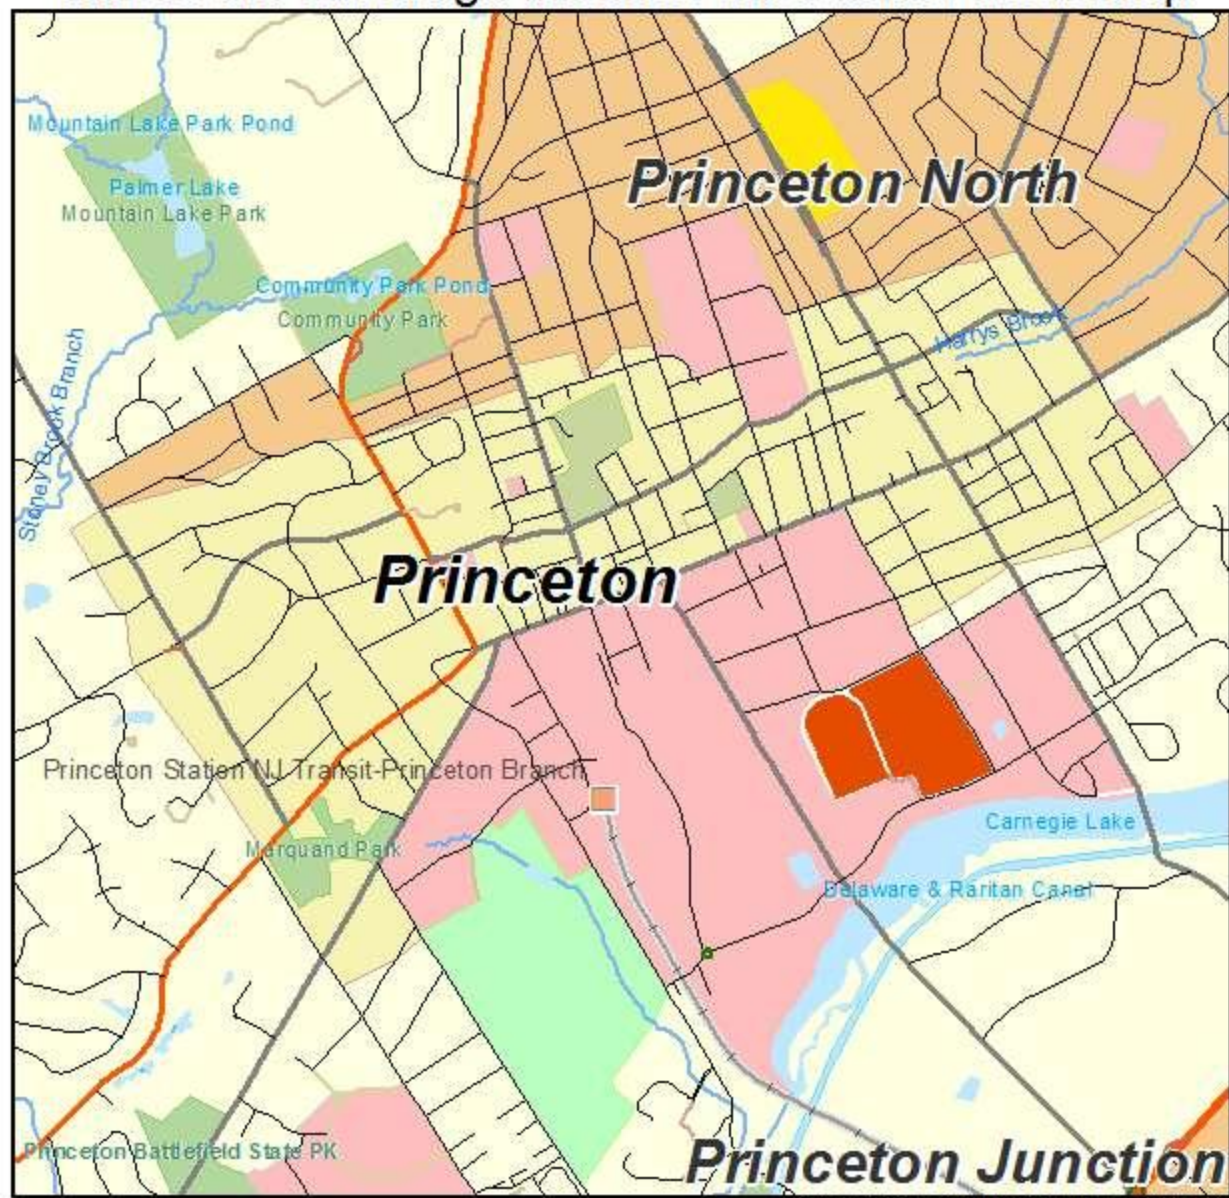 Mountain Lake Park Pond
Princeton North
Palmer Lake
Mountain Lake Park
Community Park Pond
Community Park
Harrys Brook
Stonay Brook Branch
Princeton
Princeton Station NJ Transit-Princeton Branch
Carnegie Lake
Marquand Park
Delaware & Raritan Canal
Princeton Battlefield State PK
Princeton Junction